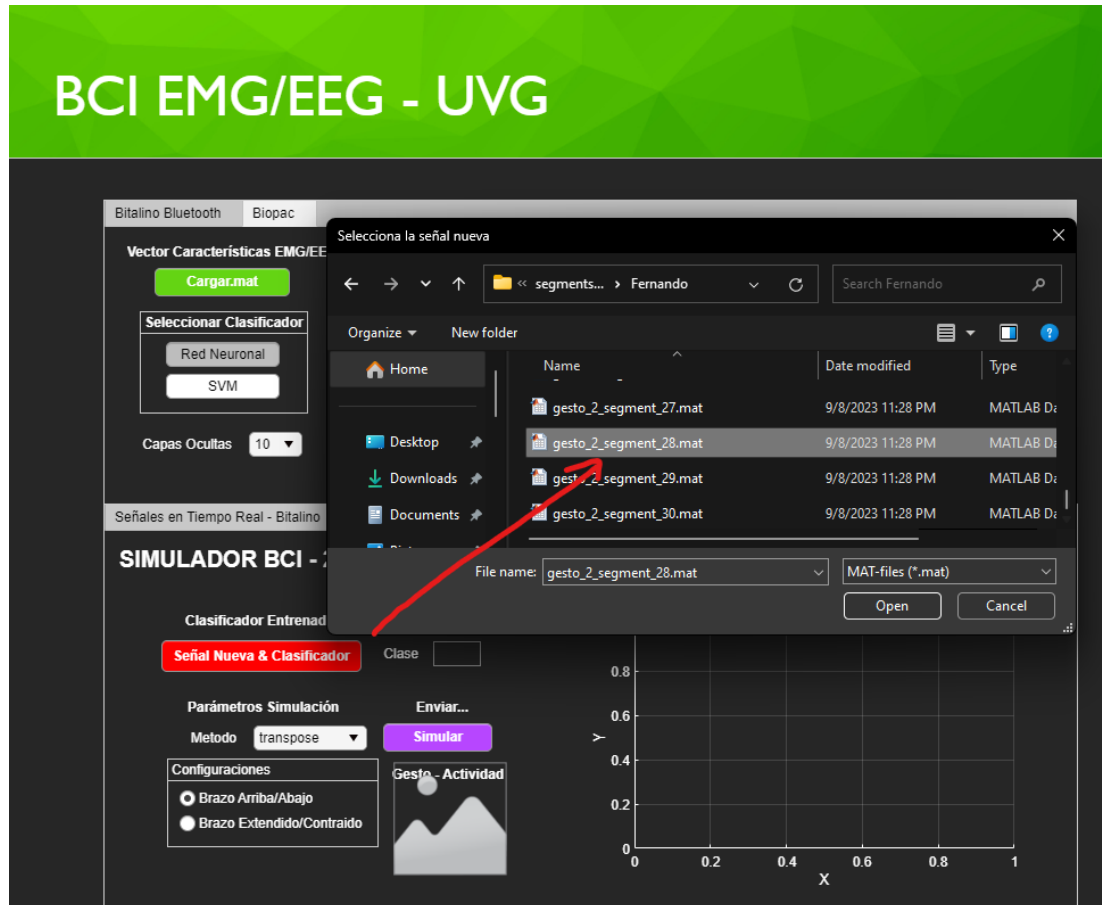 BCI EMG/EEG - UVG
Bitalino Bluetooth Biopac
Vector Características EMG/EE
Cargar.mat
Seleccionar Clasificador
Red Neuronal
SVM
Capas Ocultas 10
Selecciona la señal nueva
« segments... › Fernando
Search Fernando
Organize New folder
Home
Desktop
Downloads
Documents
Name Date modified Type
gesto_2_segment_27.mat 9/8/2023 11:28 PM MATLAB Da
gesto_2_segment_28.mat 9/8/2023 11:28 PM MATLAB Da
gesto_2_segment_29.mat 9/8/2023 11:28 PM MATLAB Da
gesto_2_segment_30.mat 9/8/2023 11:28 PM MATLAB Da
File name: gesto_2_segment_28.mat MAT-files (*.mat)
Open Cancel
Señales en Tiempo Real - Bitalino
SIMULADOR BCI -
Clasificador Entrenad
Señal Nueva & Clasificador Clase
Parámetros Simulación Enviar...
Metodo transpose Simular
Configuraciones
Brazo Arriba/Abajo
Brazo Extendido/Contraido
Gesto - Actividad
0.8
0.6
Y
0.4
0.2
0
0 0.2 0.4 0.6 0.8 1
X